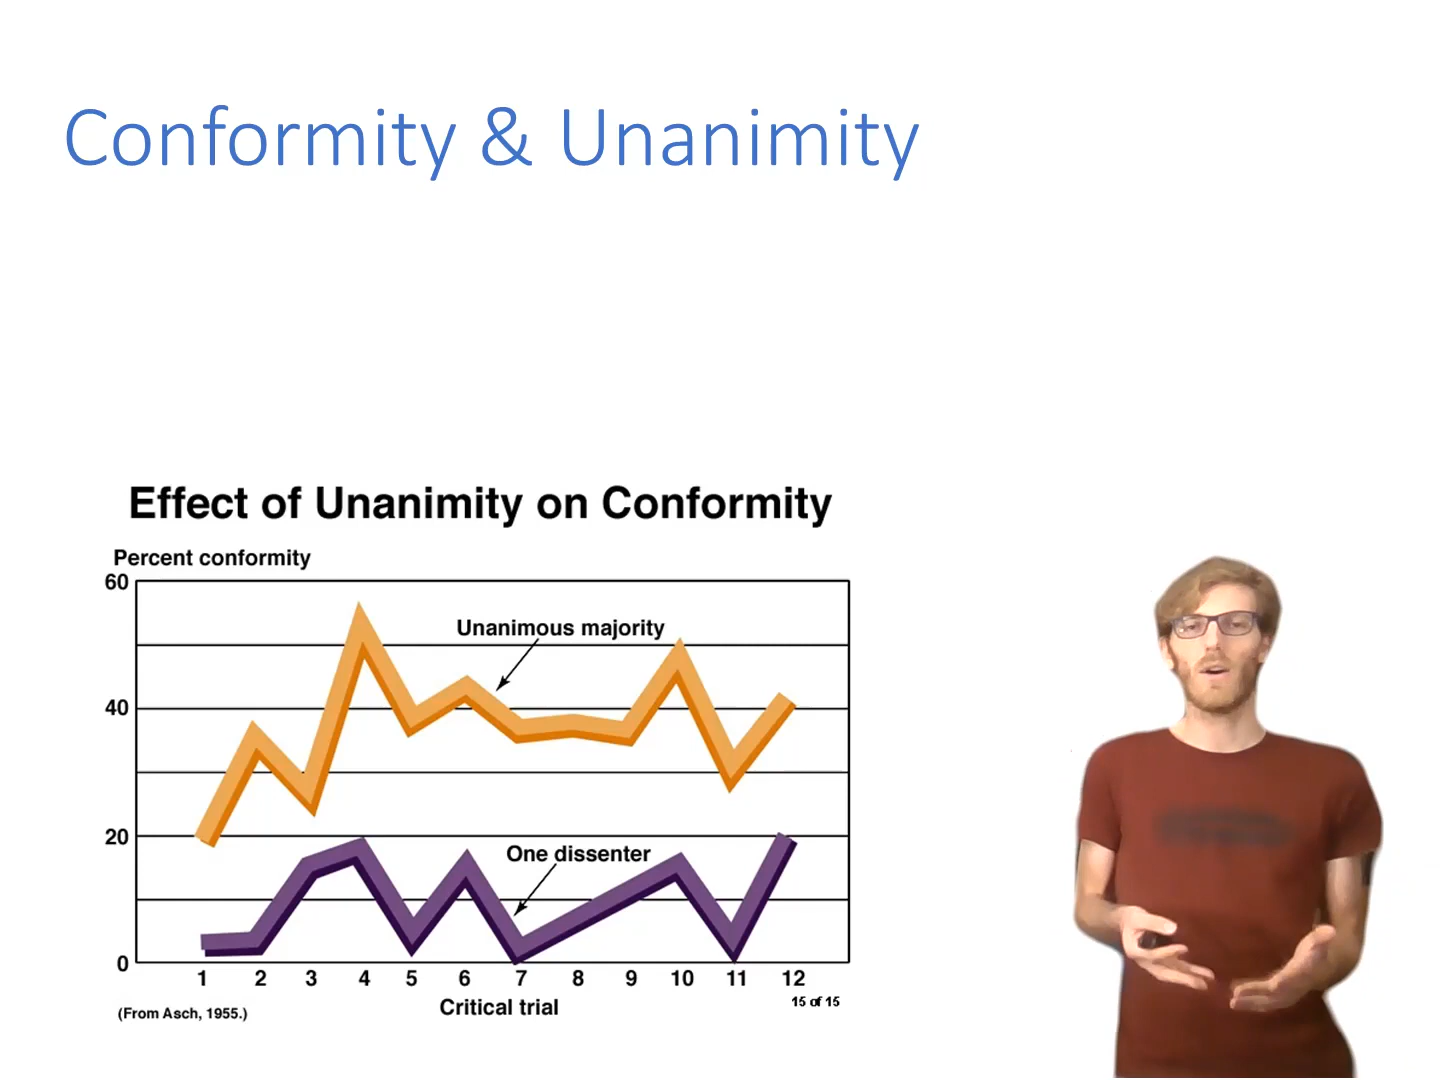 Conformity & Unanimity
Effect of Unanimity on Conformity
Percent conformity
60
Unanimous majority
40
20
One dissenter
0
1 2 3 4 5 6 7 8 9 10 11 12
Critical trial
15 of 15
(From Asch, 1955.)